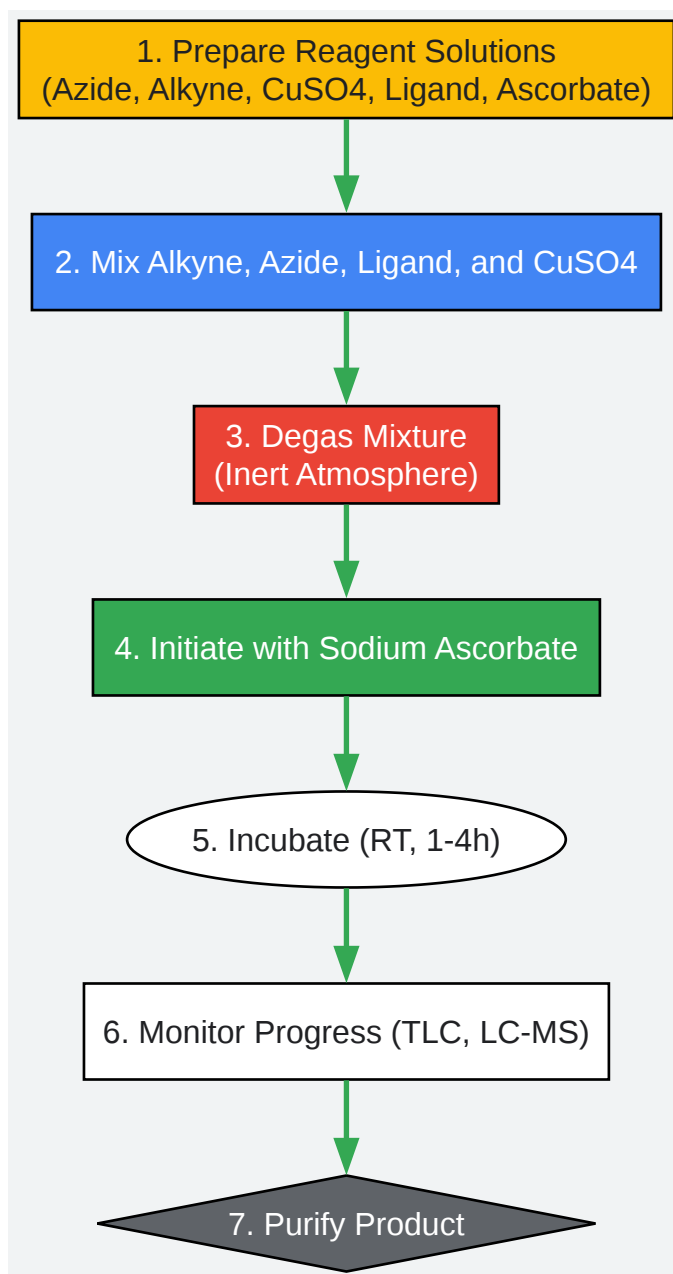 1. Prepare Reagent Solutions
(Azide, Alkyne, CuSO4, Ligand, Ascorbate)
2. Mix Alkyne, Azide, Ligand, and CuSO4
3. Degas Mixture
(Inert Atmosphere)
4. Initiate with Sodium Ascorbate
5. Incubate (RT, 1-4h)
6. Monitor Progress (TLC, LC-MS)
7. Purify Product